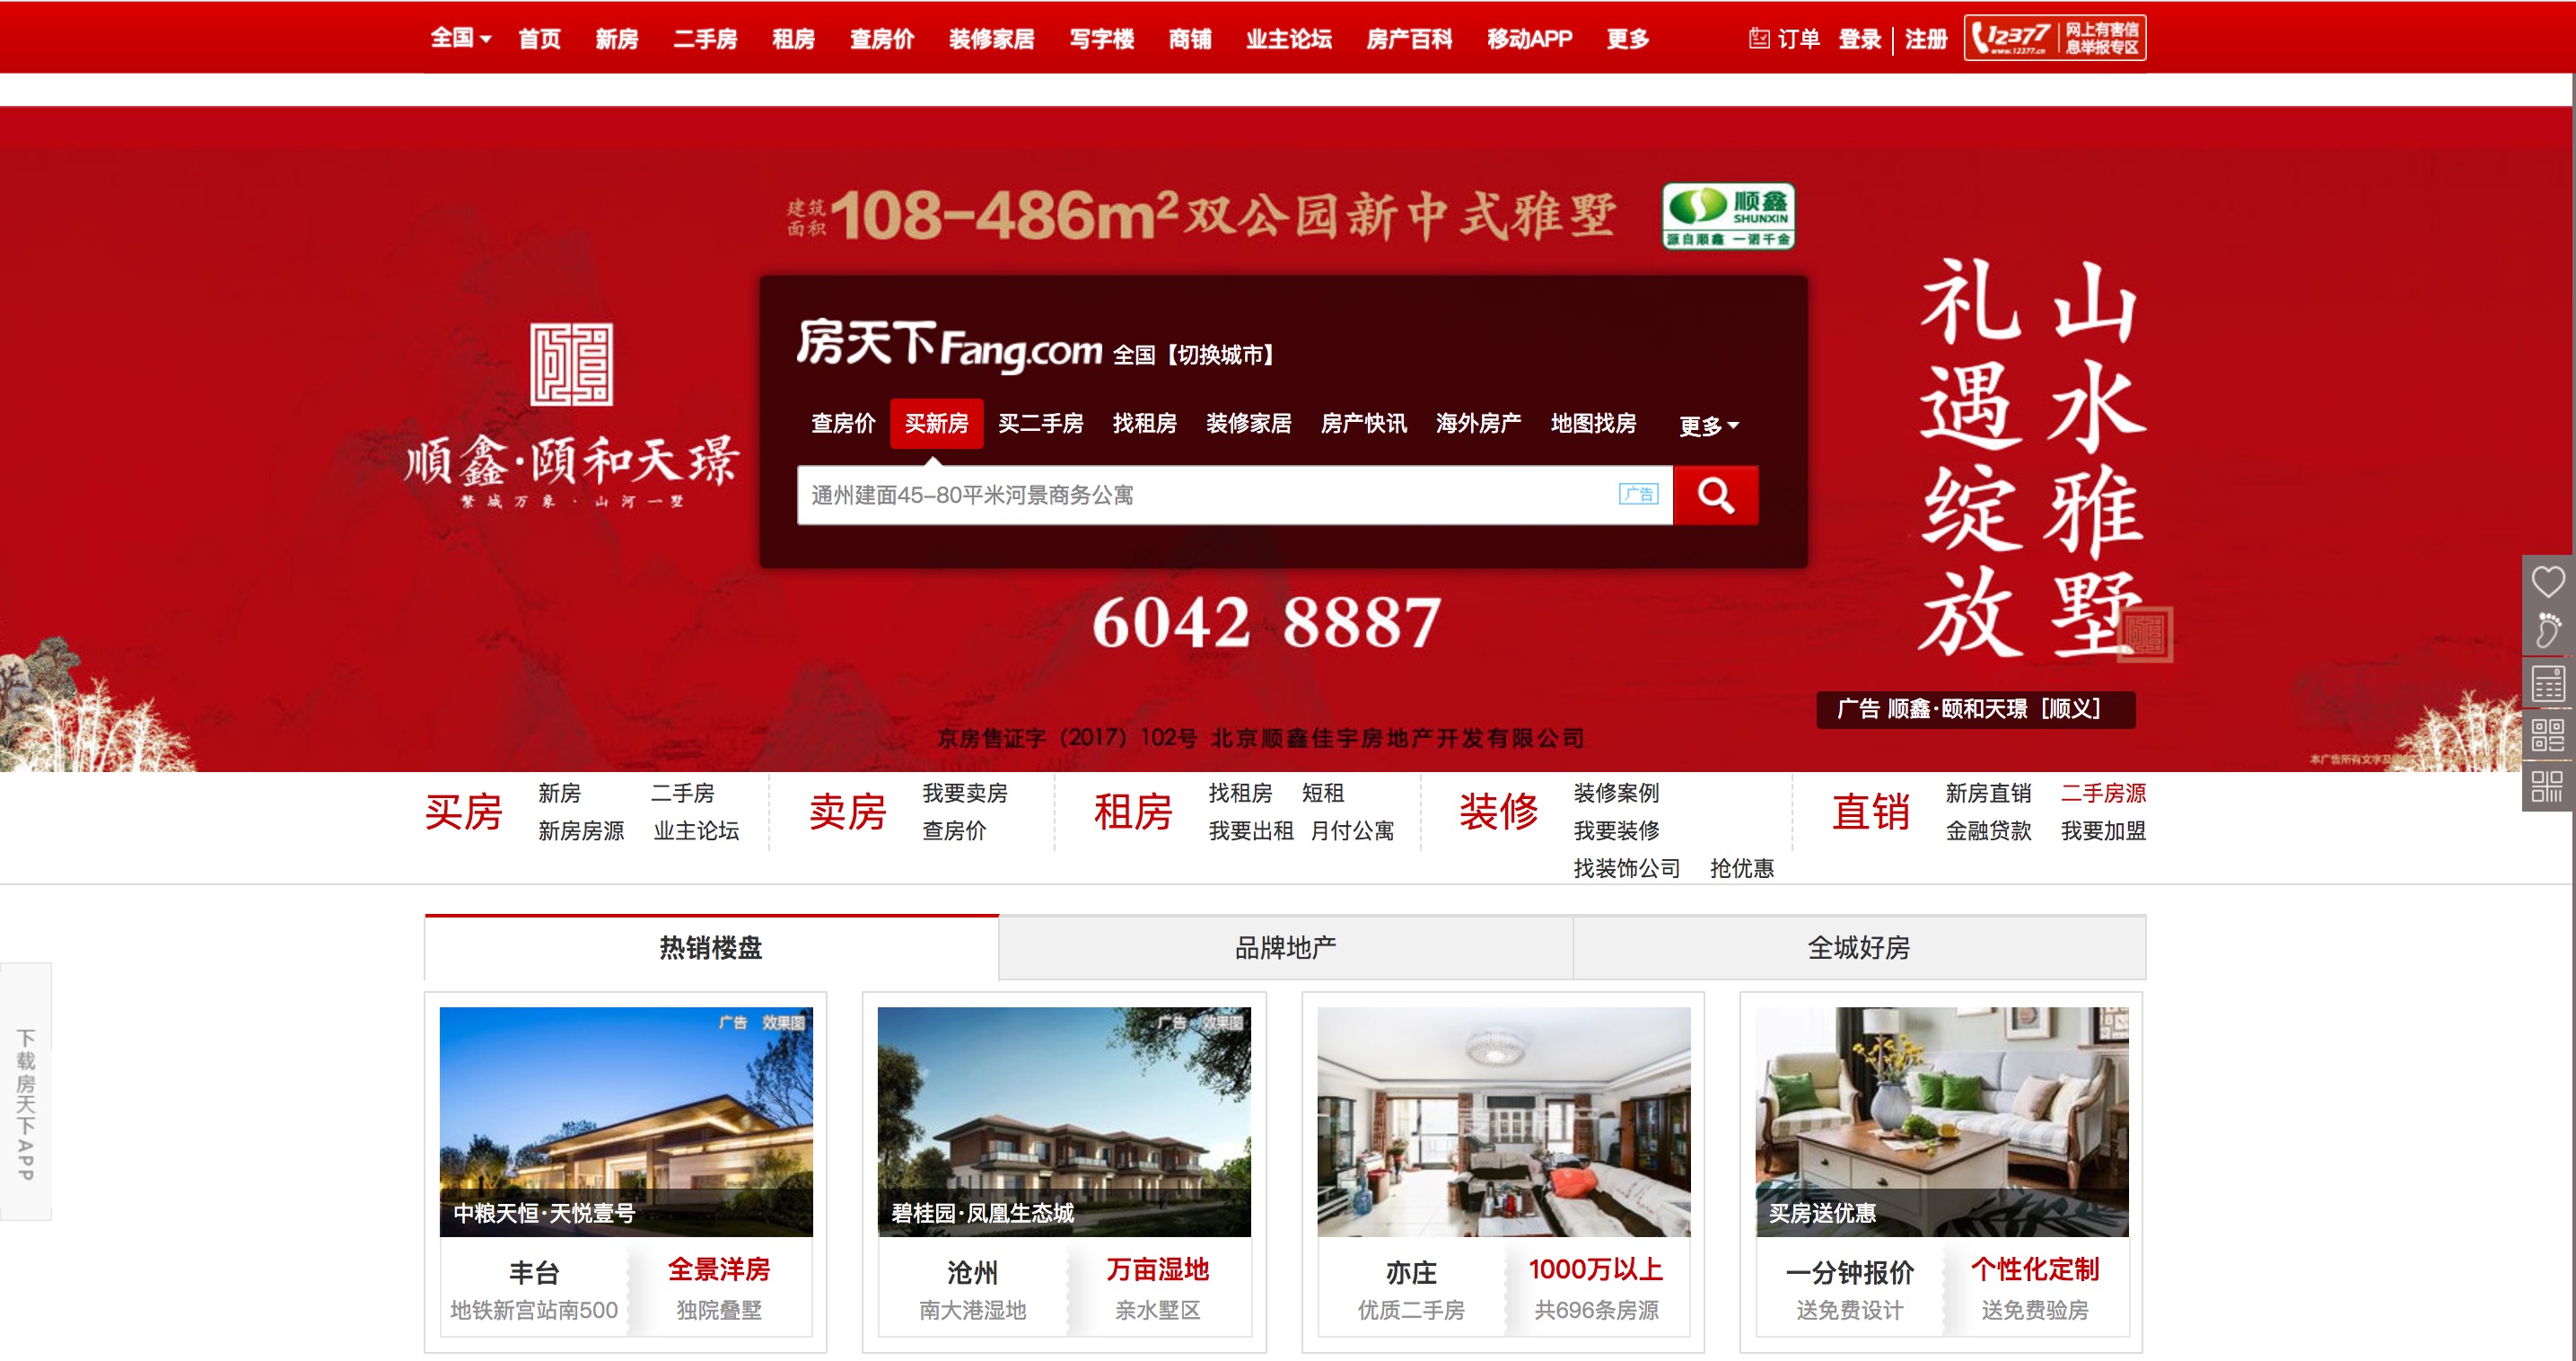 全国 首页 新房 二手房 租房 查房价 装修家居 写字楼 商铺 业主论坛 房产百科 移动APP 更多 订单 登录 注册 12377 www.12377.cn 网上有害信息举报专区
建筑面积108-486m²双公园新中式雅墅
顺鑫
SHUNXIN
源自顺鑫 一诺千金
顺鑫·颐和天璟
繁城万象·山河一墅
房天下Fang.com 全国【切换城市】
查房价 买新房 买二手房 找租房 装修家居 房产快讯 海外房产 地图找房 更多
通州建面45-80平米河景商务公寓 广告
山水雅墅
礼遇绽放
6042 8887
广告 顺鑫·颐和天璟 [顺义]
京房售证字（2017）102号 北京顺鑫佳宇房地产开发有限公司
本广告所有文字及
买房
新房 二手房
新房房源 业主论坛
卖房
我要卖房
查房价
租房
找租房 短租
我要出租 月付公寓
装修
装修案例
我要装修
找装饰公司 抢优惠
直销
新房直销 二手房源
金融贷款 我要加盟
热销楼盘 品牌地产 全城好房
下载房天下APP
广告 效果图
中粮天恒·天悦壹号
丰台 全景洋房
地铁新宫站南500 独院叠墅
广告 效果图
碧桂园·凤凰生态城
沧州 万亩湿地
南大港湿地 亲水墅区
亦庄 1000万以上
优质二手房 共696条房源
买房送优惠
一分钟报价 个性化定制
送免费设计 送免费验房